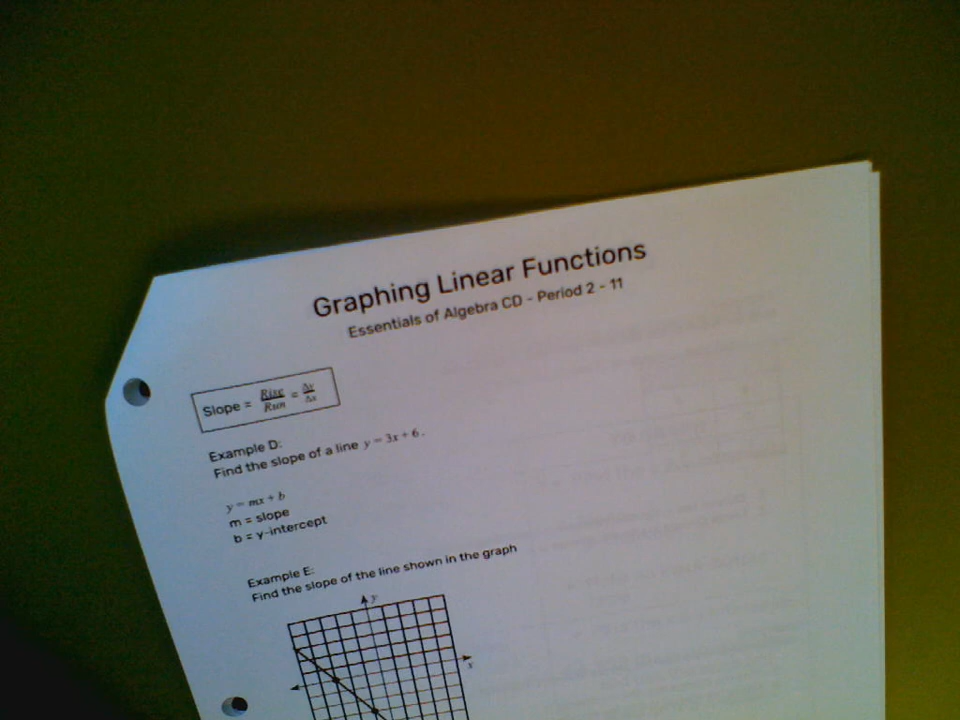 Graphing Linear Functions
Essentials of Algebra CD - Period 2 - 11
Slope = Rise/Run = Δy/Δx
Example D:
Find the slope of a line y = 3x + 6.
y = mx + b
m = slope
b = y-intercept
Example E:
Find the slope of the line shown in the graph
y
x